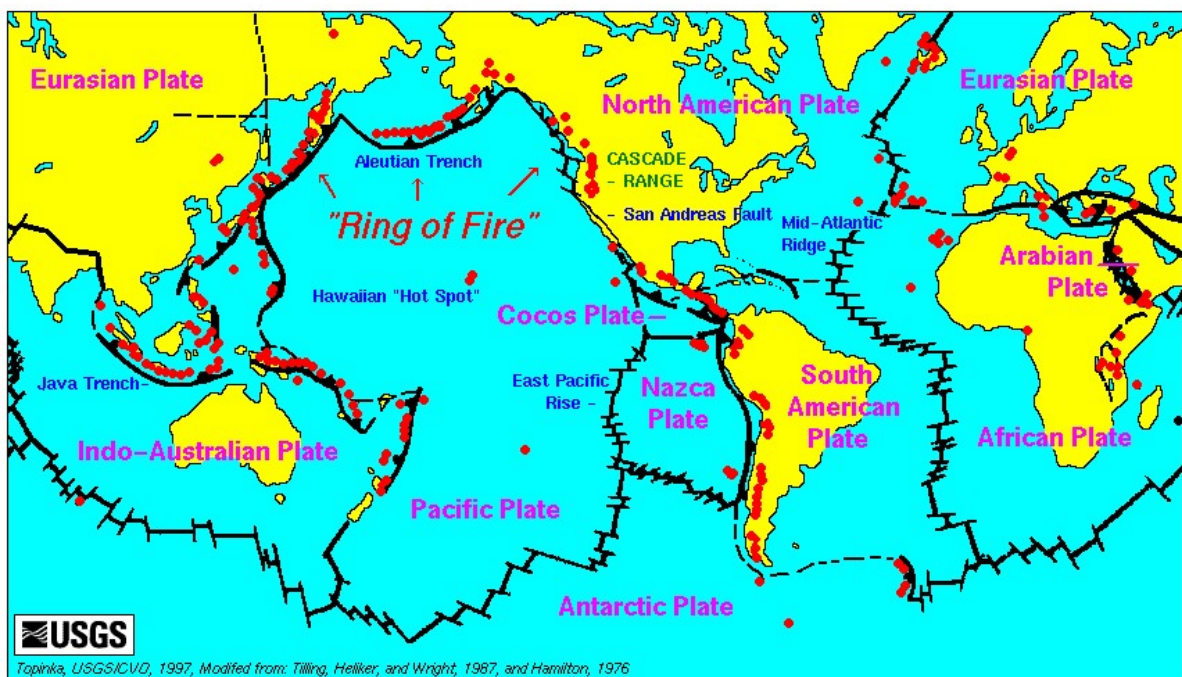 Eurasian Plate
Eurasian Plate
North American Plate
Aleutian Trench
CASCADE
- RANGE
"Ring of Fire"
- San Andreas Fault
Mid-Atlantic
Ridge
Arabian
Plate
Hawaiian "Hot Spot"
Cocos Plate
Java Trench
East Pacific
Rise
Nazca
Plate
South
American
Plate
Indo-Australian Plate
African Plate
Pacific Plate
Antarctic Plate
USGS
Topinka, USGS/CVO, 1997, Modifed from: Tilling, Heliker, and Wright, 1987, and Hamilton, 1976